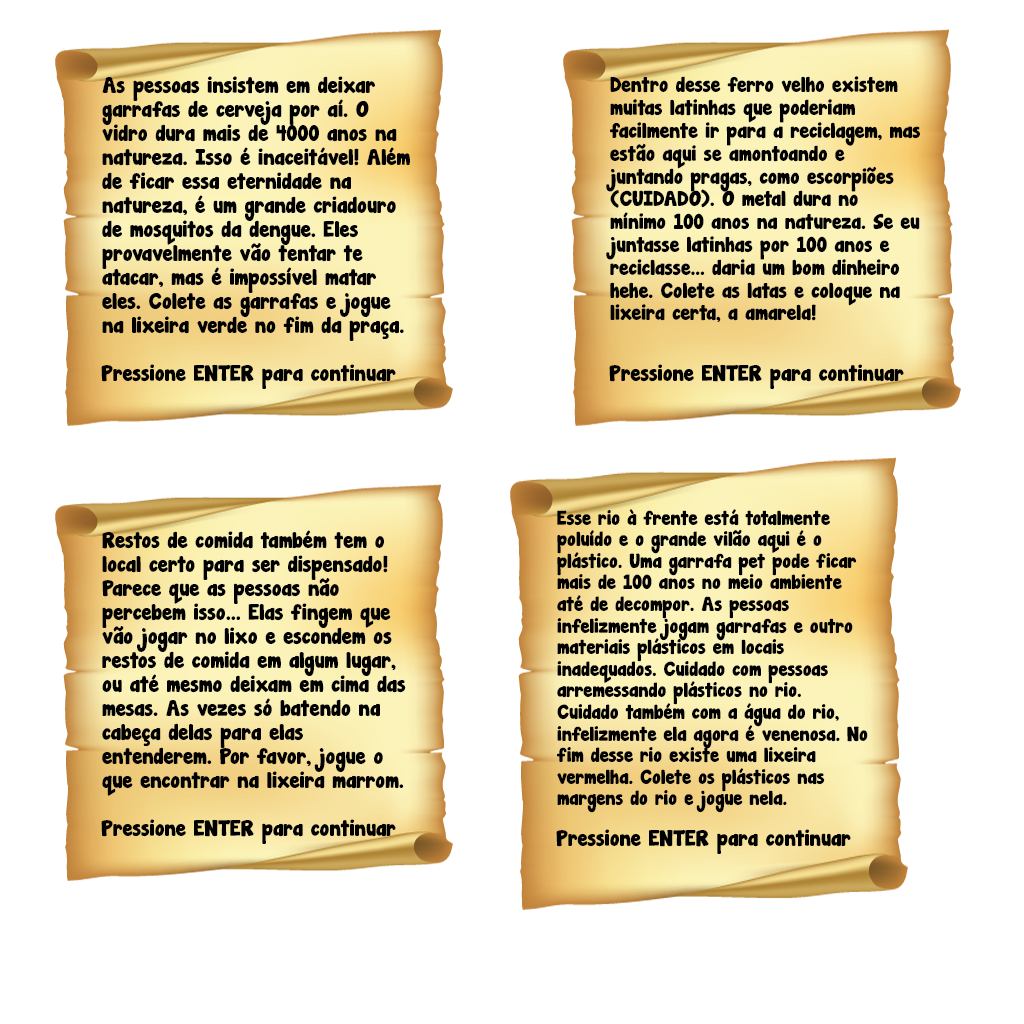 As pessoas insistem em deixar
garrafas de cerveja por aí. O
vidro dura mais de 4000 anos na
natureza. Isso é inaceitável! Além
de ficar essa eternidade na
natureza, é um grande criadouro
de mosquitos da dengue. Eles
provavelmente vão tentar te
atacar, mas é impossível matar
eles. Colete as garrafas e jogue
na lixeira verde no fim da praça.
Pressione ENTER para continuar
Dentro desse ferro velho existem
muitas latinhas que poderiam
facilmente ir para a reciclagem, mas
estão aqui se amontoando e
juntando pragas, como escorpiões
(CUIDADO). O metal dura no
mínimo 100 anos na natureza. Se eu
juntasse latinhas por 100 anos e
reciclasse... daria um bom dinheiro
hehe. Colete as latas e coloque na
lixeira certa, a amarela!
Pressione ENTER para continuar
Restos de comida também tem o
local certo para ser dispensado!
Parece que as pessoas não
percebem isso... Elas fingem que
vão jogar no lixo e escondem os
restos de comida em algum lugar,
ou até mesmo deixam em cima das
mesas. As vezes só batendo na
cabeça delas para elas
entenderem. Por favor, jogue o
que encontrar na lixeira marrom.
Pressione ENTER para continuar
Esse rio à frente está totalmente
poluído e o grande vilão aqui é o
plástico. Uma garrafa pet pode ficar
mais de 100 anos no meio ambiente
até de decompor. As pessoas
infelizmente jogam garrafas e outro
materiais plásticos em locais
inadequados. Cuidado com pessoas
arremessando plásticos no rio.
Cuidado também com a água do rio,
infelizmente ela agora é venenosa. No
fim desse rio existe uma lixeira
vermelha. Colete os plásticos nas
margens do rio e jogue nela.
Pressione ENTER para continuar